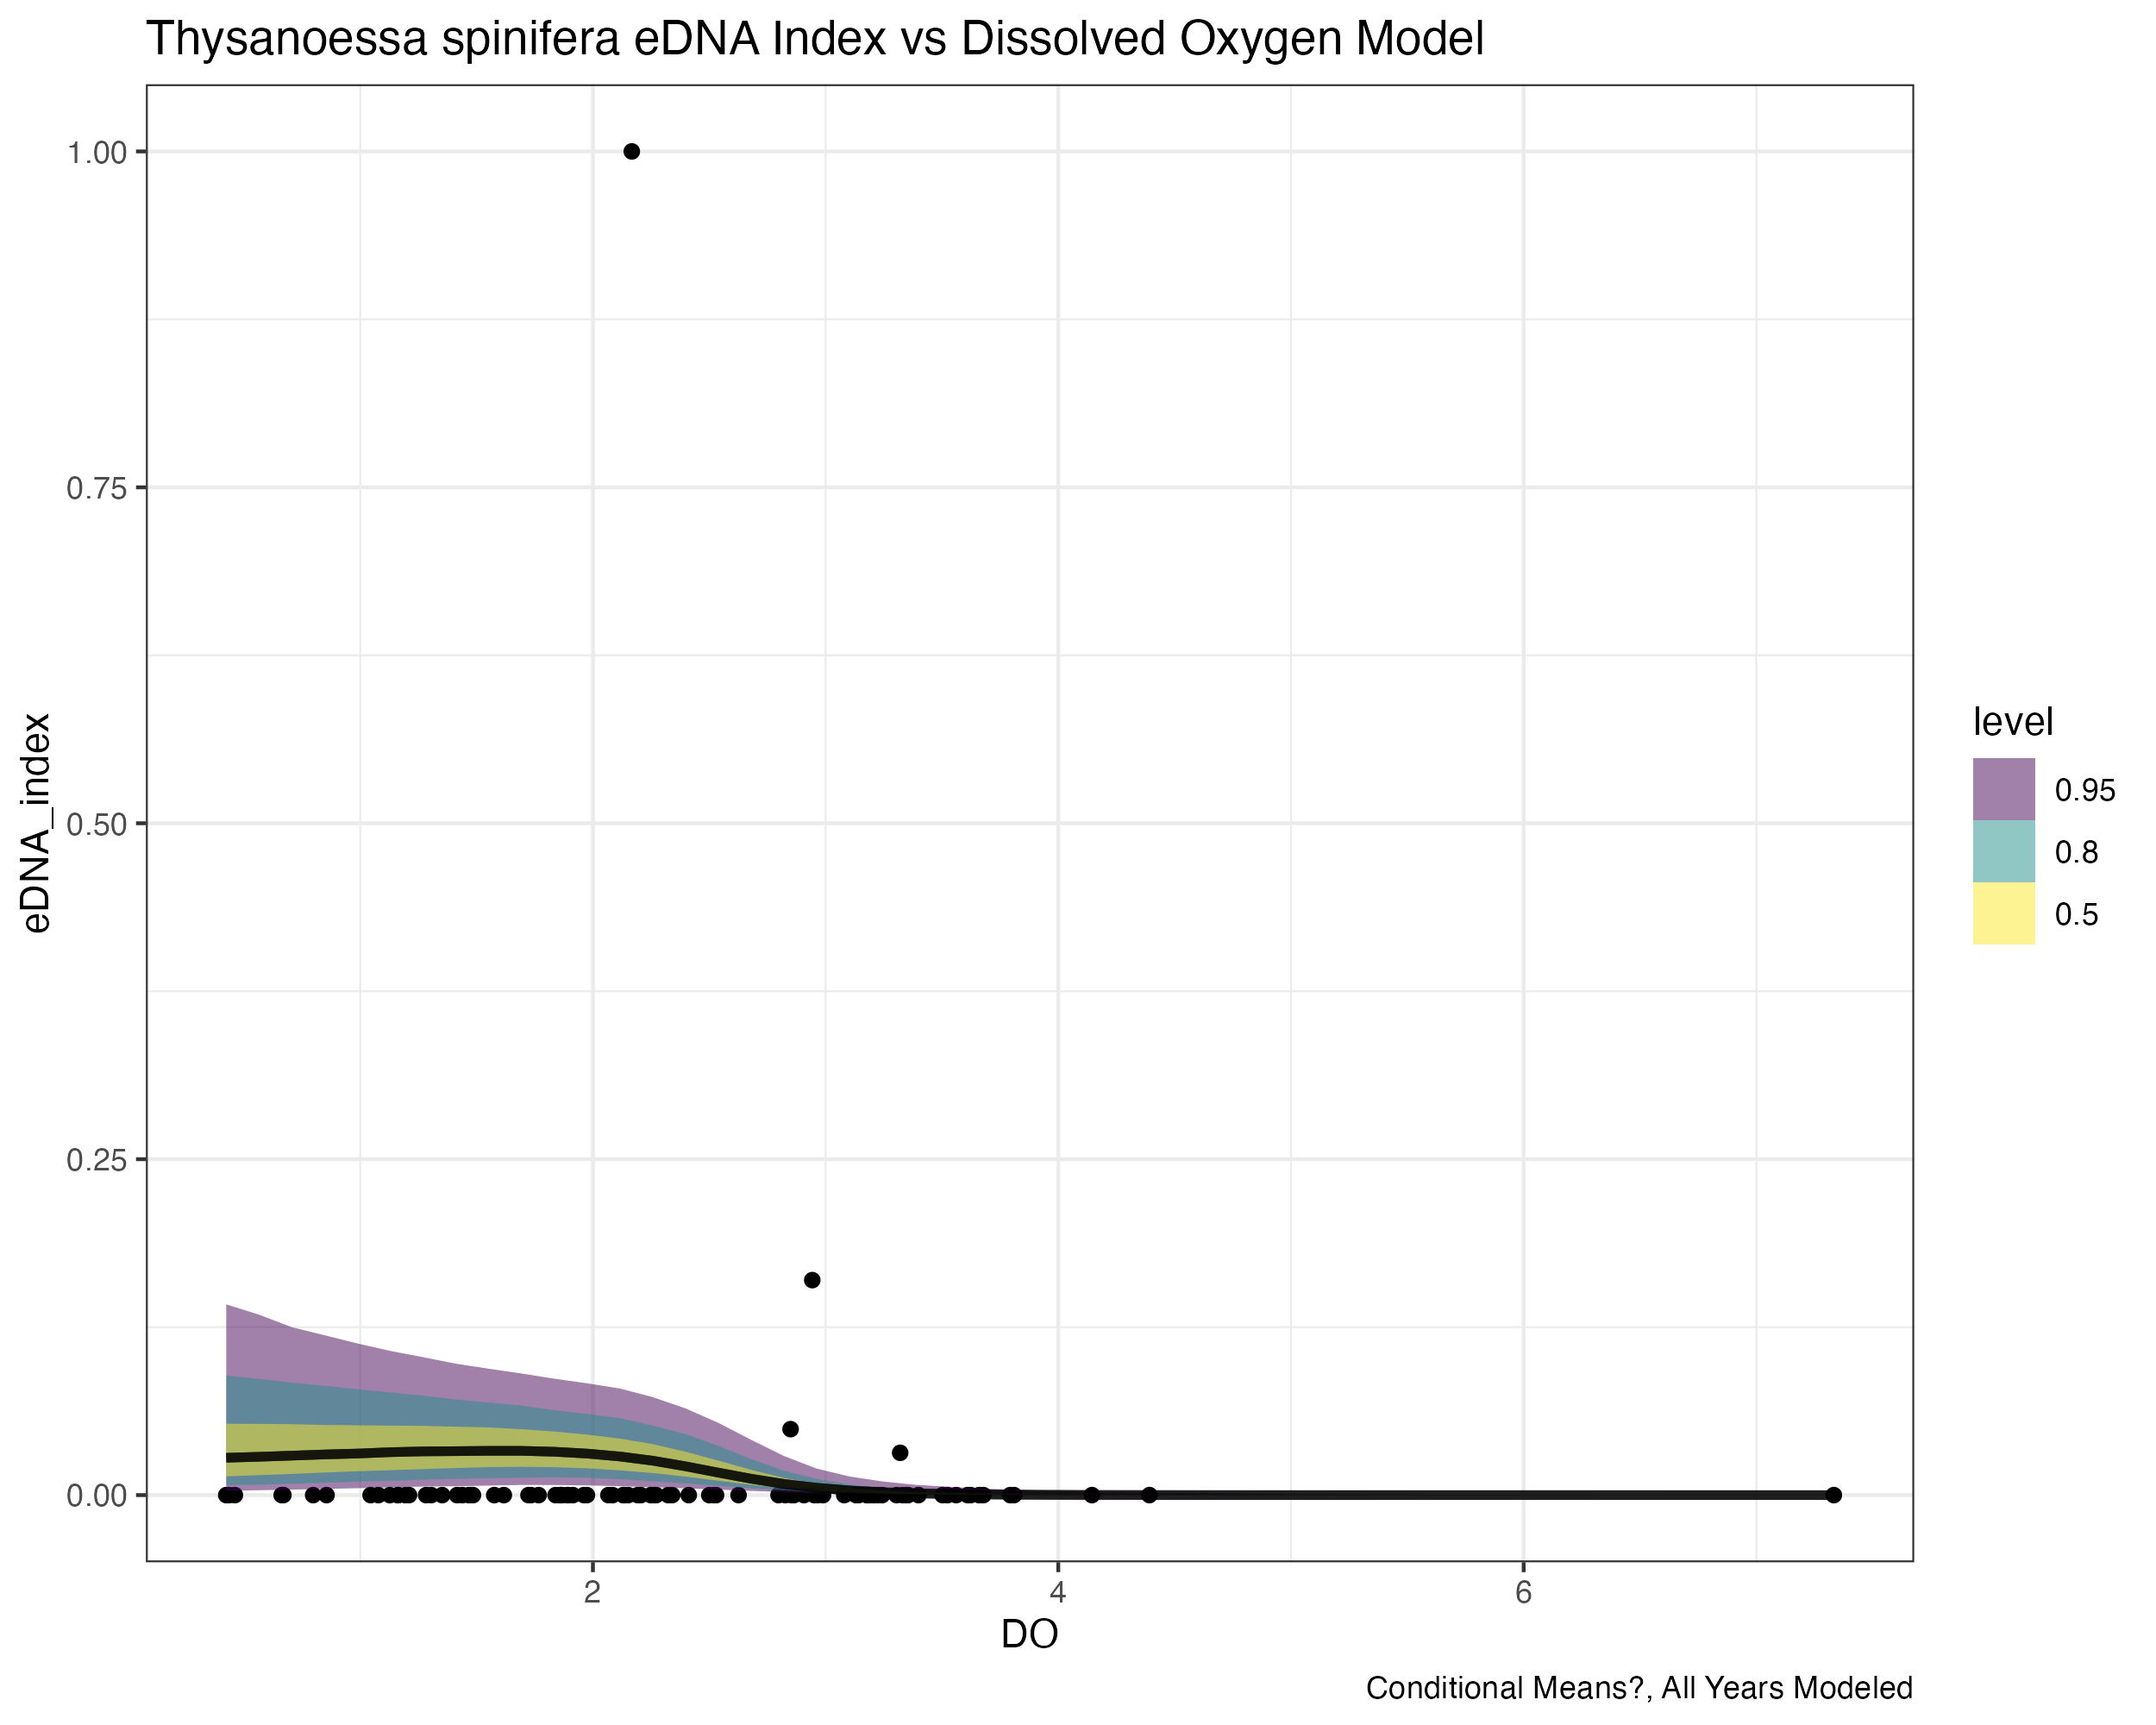 Thysanoessa spinifera eDNA Index vs Dissolved Oxygen Model
1.00
0.75
0.50
0.25
0.00
eDNA_index
2
4
6
DO
level
0.95
0.8
0.5
Conditional Means?, All Years Modeled